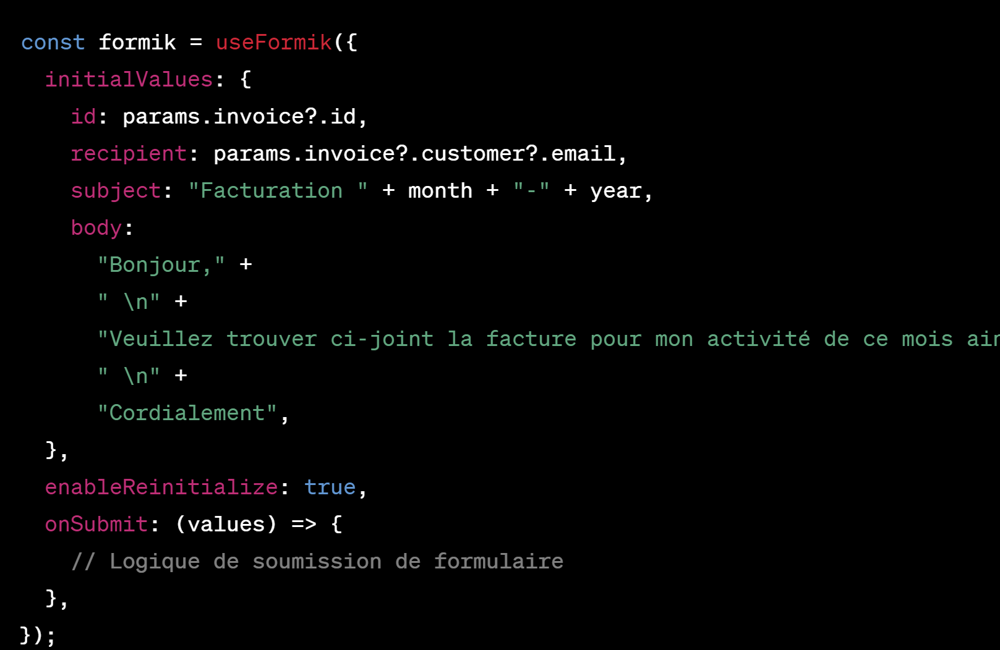 const formik = useFormik({
initialValues: {
id: params.invoice?.id,
recipient: params.invoice?.customer?.email,
subject: "Facturation " + month + "-" + year,
body:
"Bonjour," +
" \n" +
"Veuillez trouver ci-joint la facture pour mon activité de ce mois
" \n" +
"Cordialement",
},
enableReinitialize: true,
onSubmit: (values) => {
// Logique de soumission de formulaire
},
});